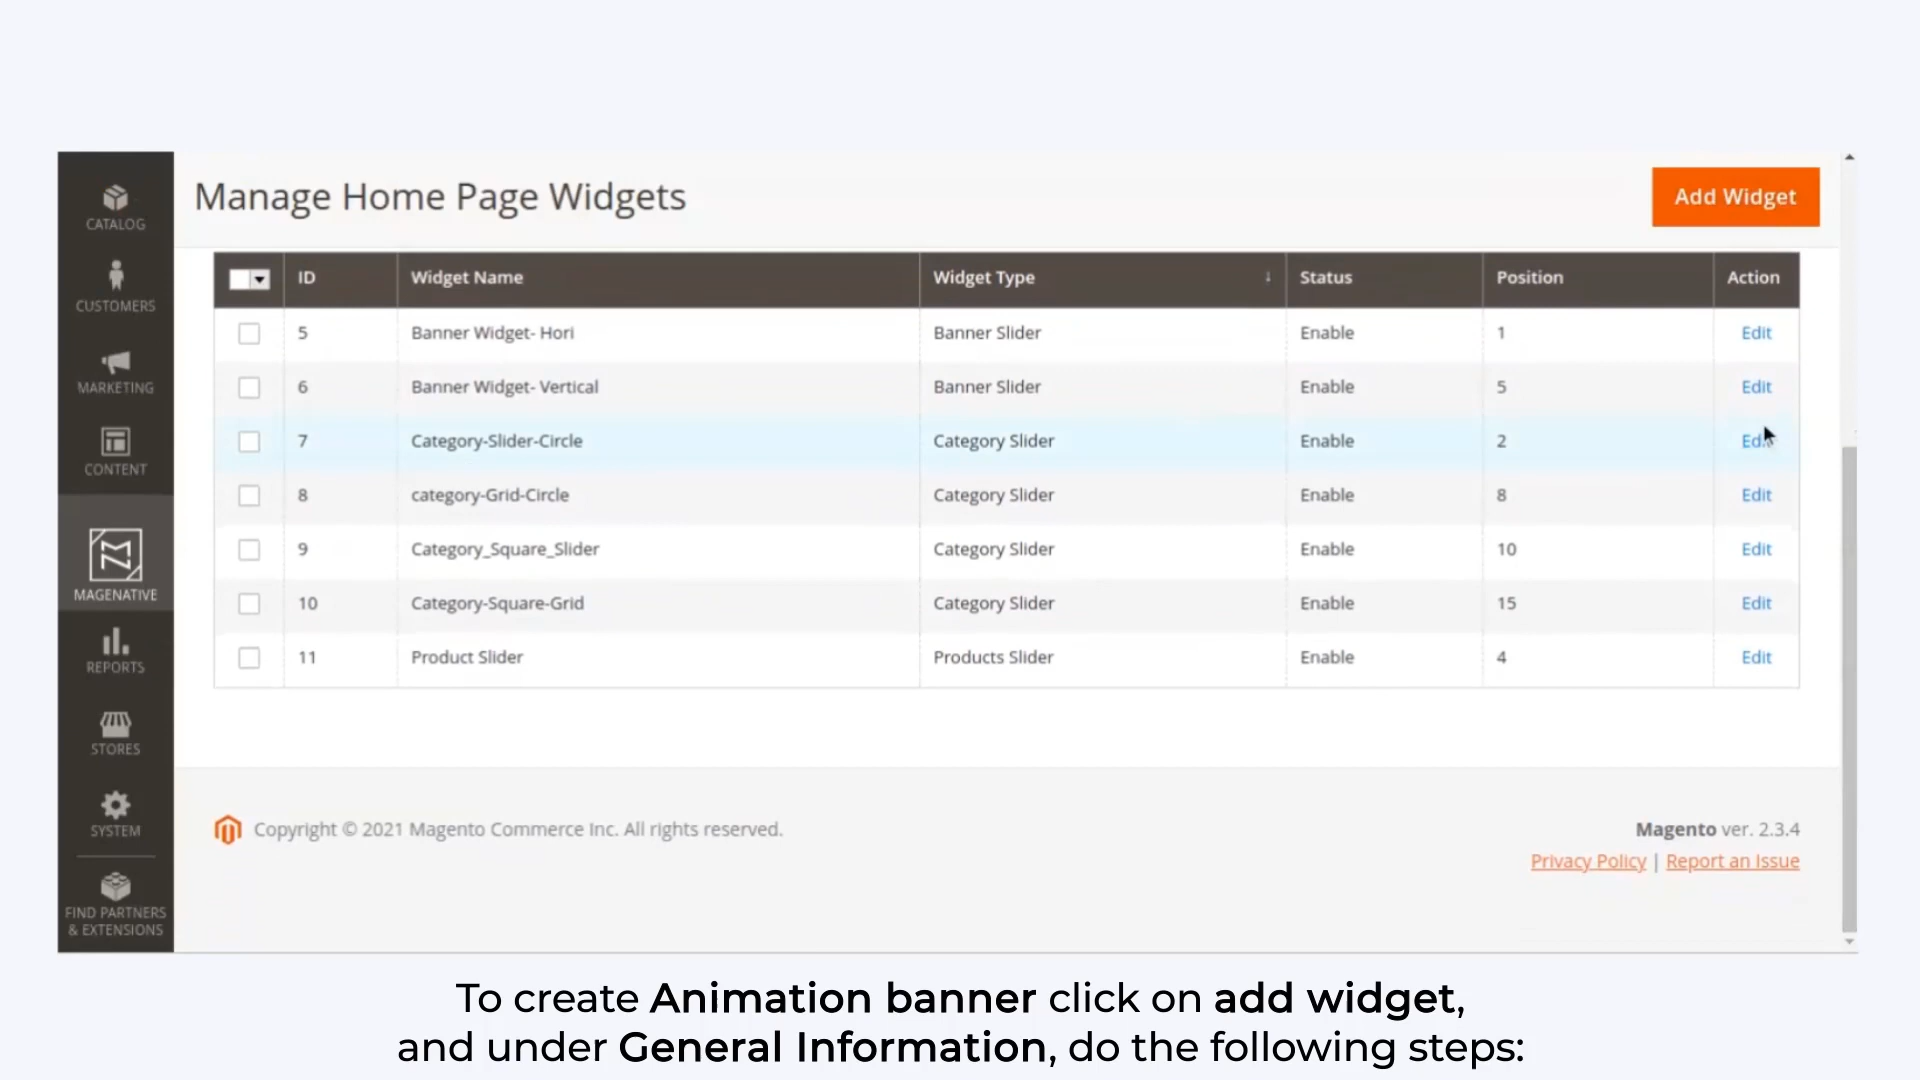 Manage Home Page Widgets
Add Widget
CATALOG
CUSTOMERS
MARKETING
CONTENT
MAGENATIVE
REPORTS
STORES
SYSTEM
FIND PARTNERS
& EXTENSIONS
ID Widget Name Widget Type ↓ Status Position Action
5 Banner Widget- Hori Banner Slider Enable 1 Edit
6 Banner Widget- Vertical Banner Slider Enable 5 Edit
7 Category-Slider-Circle Category Slider Enable 2 Edit
8 category-Grid-Circle Category Slider Enable 8 Edit
9 Category_Square_Slider Category Slider Enable 10 Edit
10 Category-Square-Grid Category Slider Enable 15 Edit
11 Product Slider Products Slider Enable 4 Edit
Copyright © 2021 Magento Commerce Inc. All rights reserved.
Magento ver. 2.3.4
Privacy Policy | Report an Issue
To create Animation banner click on add widget,
and under General Information, do the following steps: